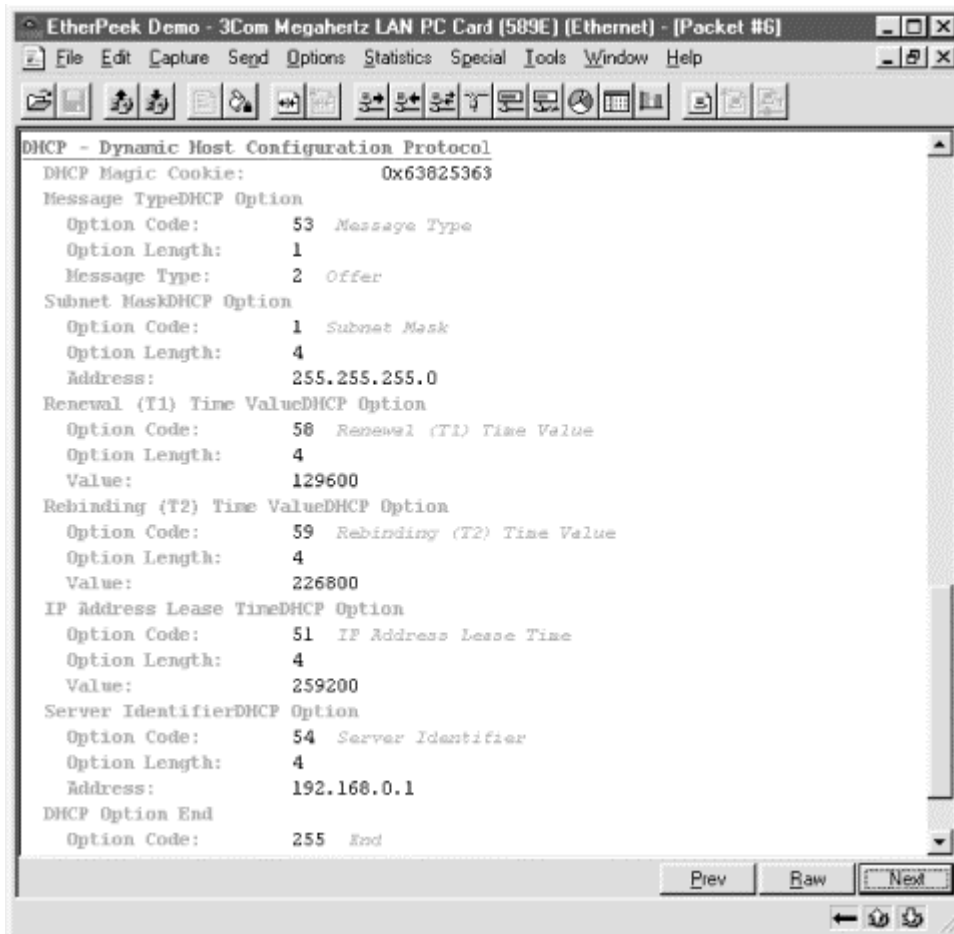 EtherPeek Demo - 3Com Megahertz LAN PC Card (589E) (Ethernet) - [Packet #6]
File Edit Capture Send Options Statistics Special Tools Window Help
DHCP - Dynamic Host Configuration Protocol
DHCP Magic Cookie: 0x63825363
Message TypeDHCP Option
Option Code: 53 Message Type
Option Length: 1
Message Type: 2 Offer
Subnet MaskDHCP Option
Option Code: 1 Subnet Mask
Option Length: 4
Address: 255.255.255.0
Renewal (T1) Time ValueDHCP Option
Option Code: 58 Renewal (T1) Time Value
Option Length: 4
Value: 129600
Rebinding (T2) Time ValueDHCP Option
Option Code: 59 Rebinding (T2) Time Value
Option Length: 4
Value: 226800
IP Address Lease TimeDHCP Option
Option Code: 51 IP Address Lease Time
Option Length: 4
Value: 259200
Server IdentifierDHCP Option
Option Code: 54 Server Identifier
Option Length: 4
Address: 192.168.0.1
DHCP Option End
Option Code: 255 End
Prev Raw Next